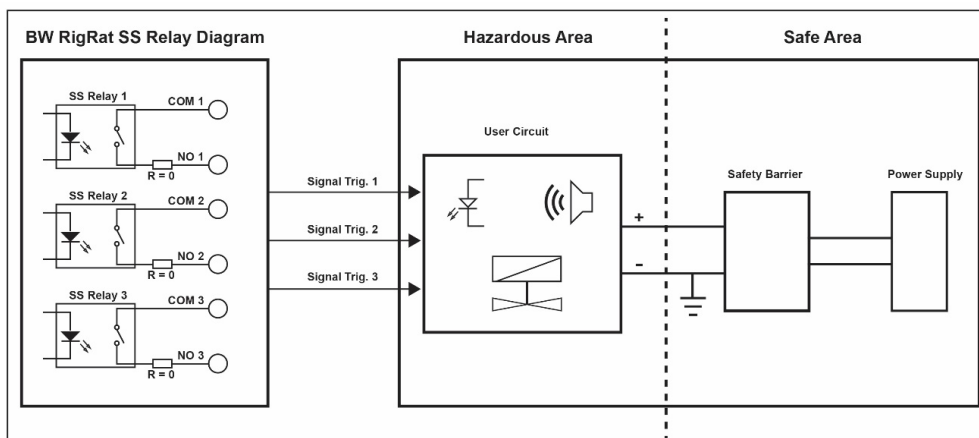 BW RigRat SS Relay Diagram
Hazardous Area
Safe Area
SS Relay 1
COM 1
NO 1
R = 0
SS Relay 2
COM 2
NO 2
R = 0
SS Relay 3
COM 3
NO 3
R = 0
Signal Trig. 1
Signal Trig. 2
Signal Trig. 3
User Circuit
+
-
Safety Barrier
Power Supply